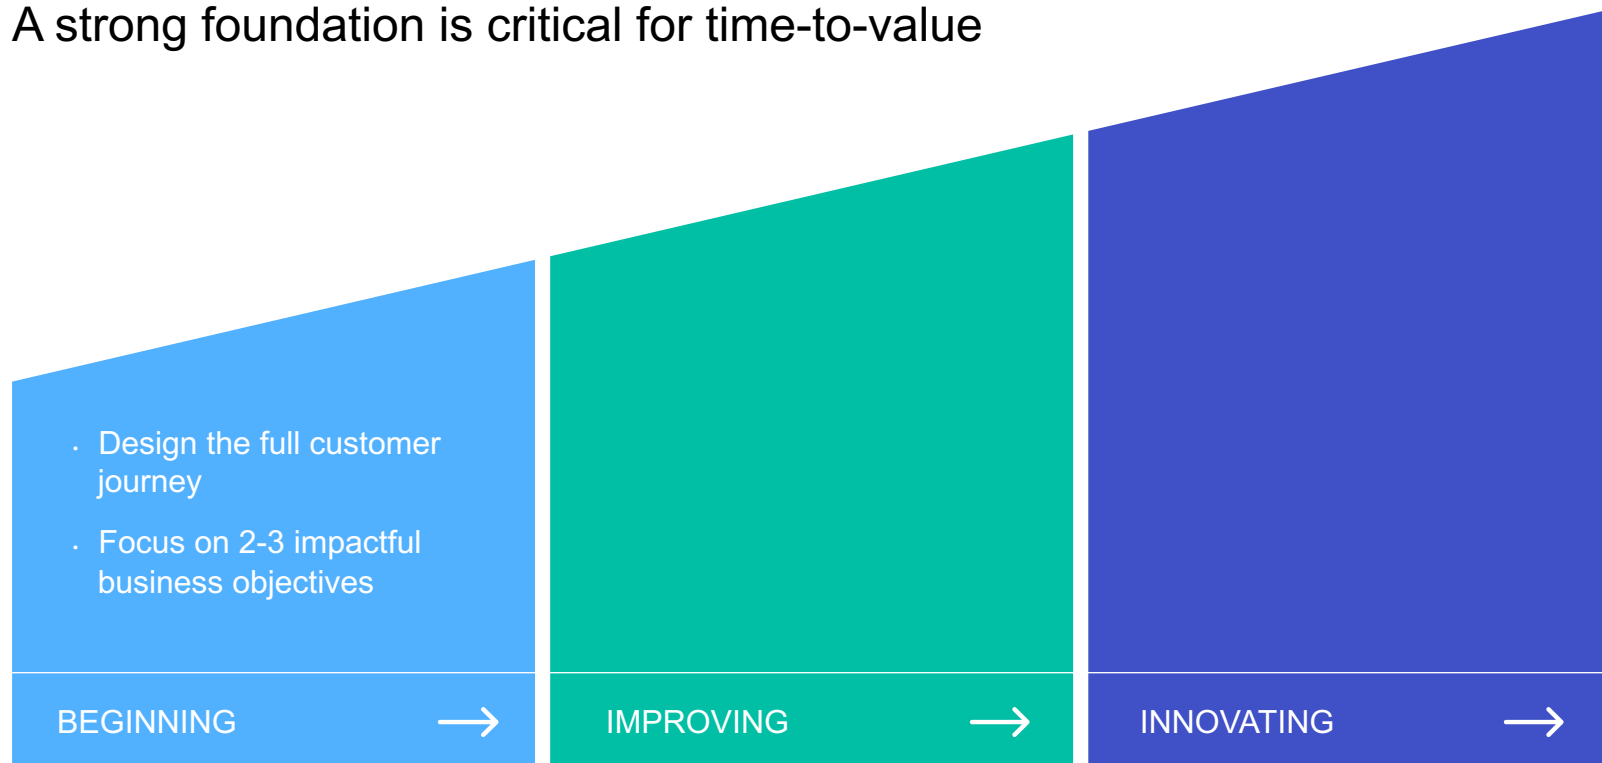 A strong foundation is critical for time-to-value
· Design the full customer
journey
· Focus on 2-3 impactful
business objectives
BEGINNING
IMPROVING
INNOVATING